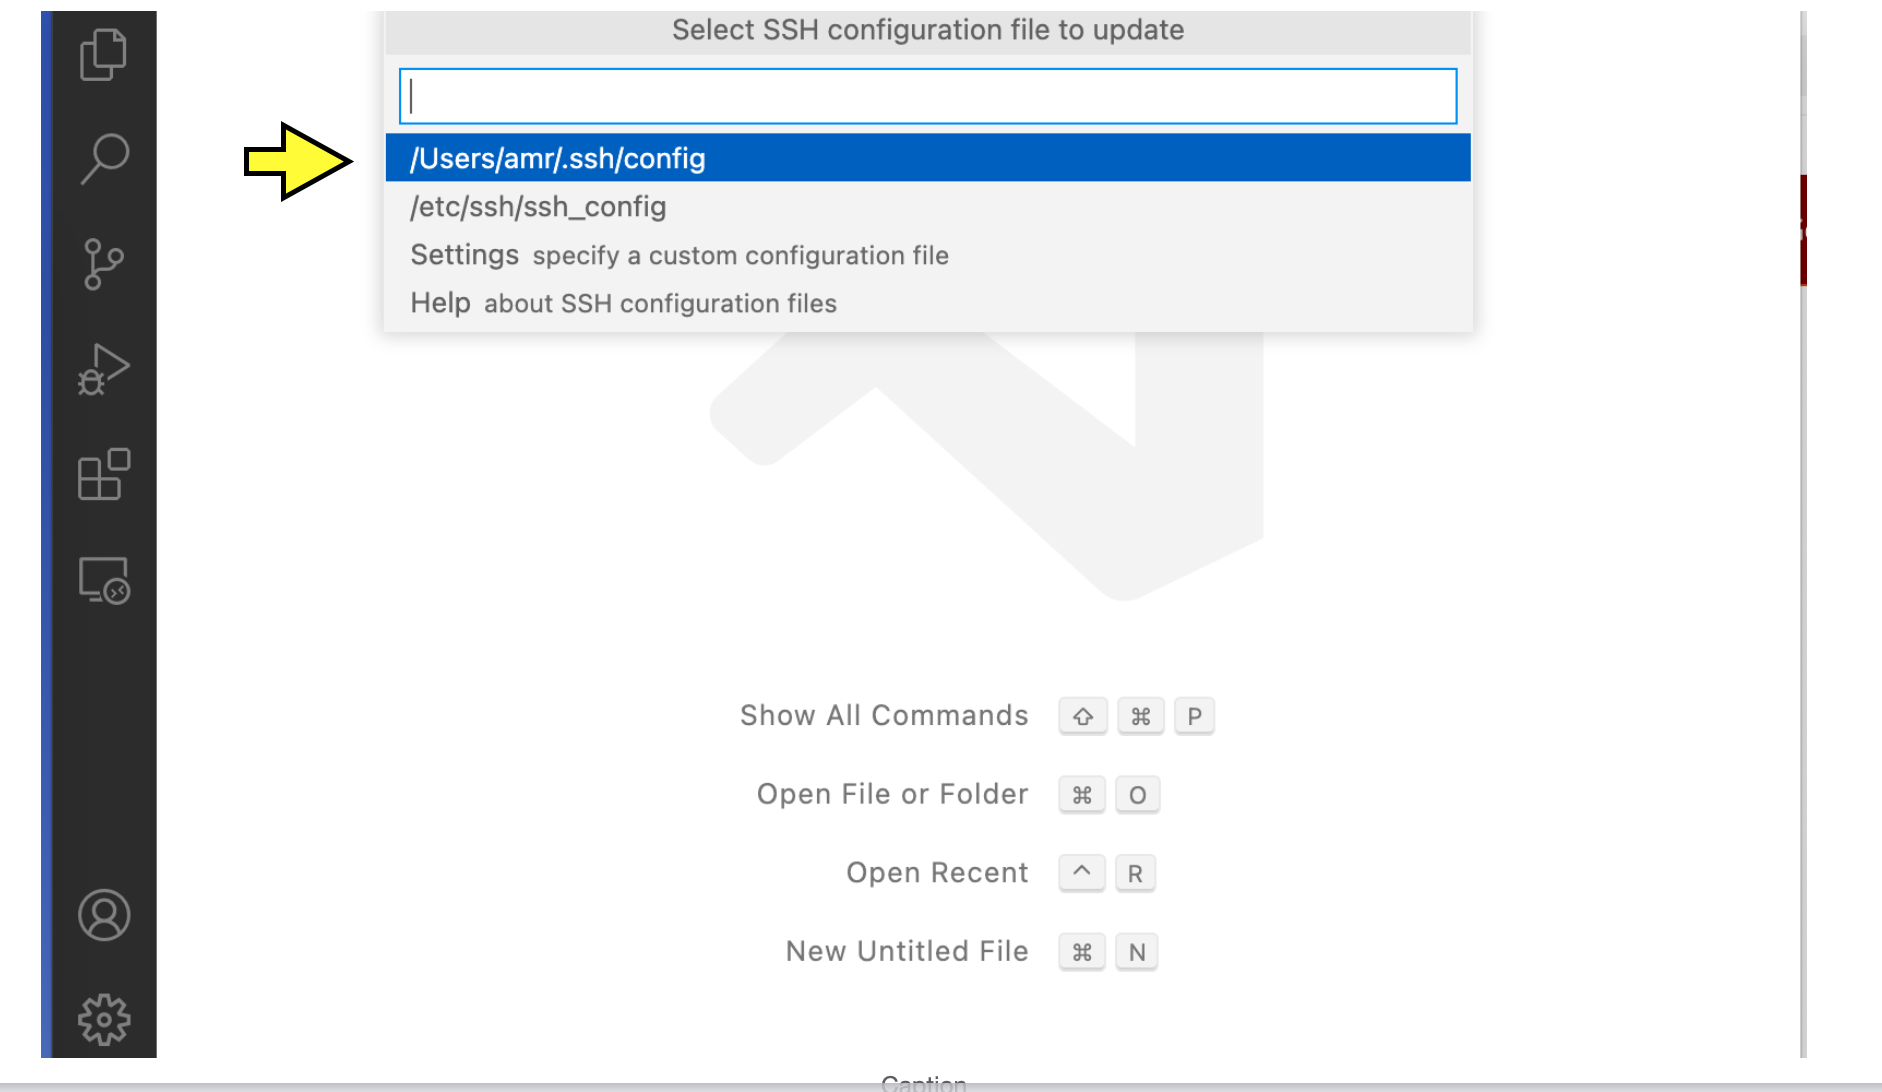 Select SSH configuration file to update
/Users/amr/.ssh/config
/etc/ssh/ssh_config
Settings specify a custom configuration file
Help about SSH configuration files
Show All Commands ⇧ ⌘ P
Open File or Folder ⌘ O
Open Recent ^ R
New Untitled File ⌘ N
Caption